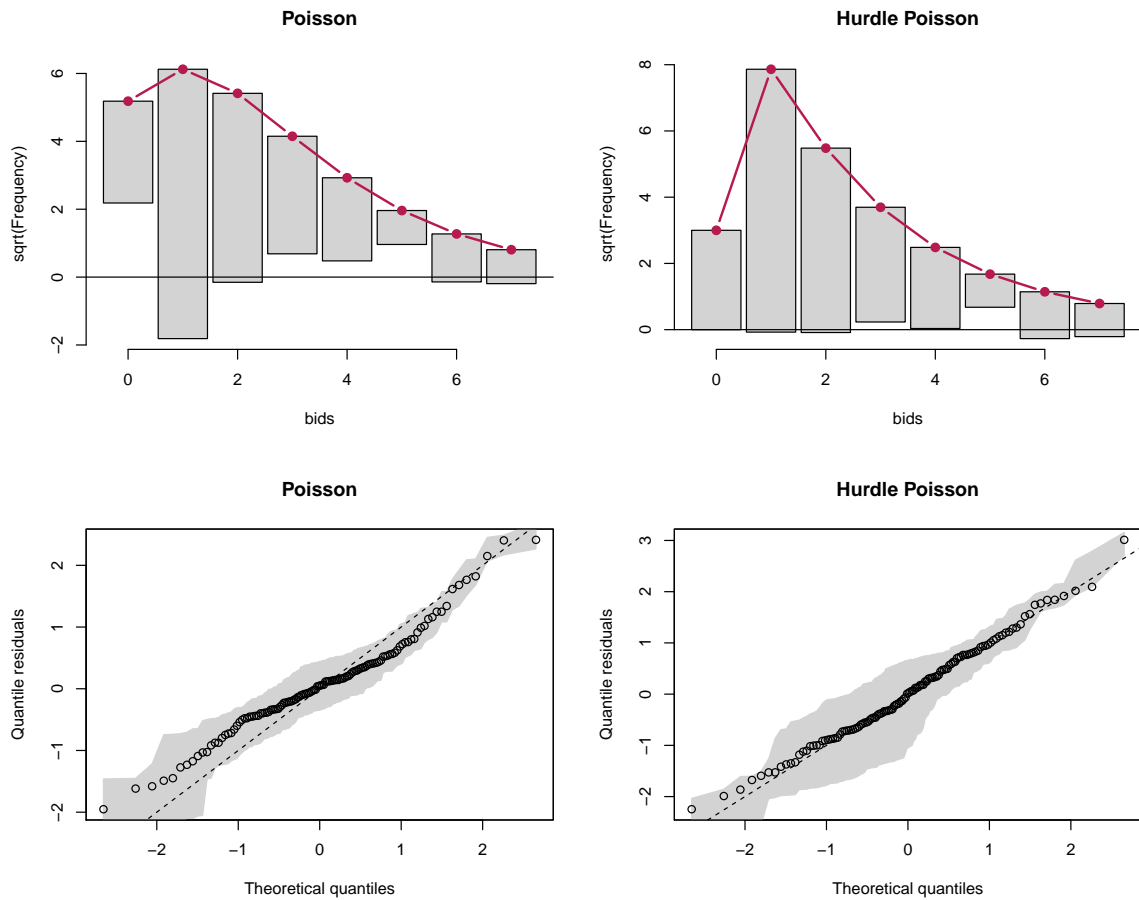 Poisson
sqrt(Frequency)
6
4
2
0
−2
0 2 4 6
bids
Hurdle Poisson
sqrt(Frequency)
8
6
4
2
0
0 2 4 6
bids
Poisson
Quantile residuals
2
1
0
−1
−2
−2 −1 0 1 2
Theoretical quantiles
Hurdle Poisson
Quantile residuals
3
2
1
0
−1
−2
−2 −1 0 1 2
Theoretical quantiles